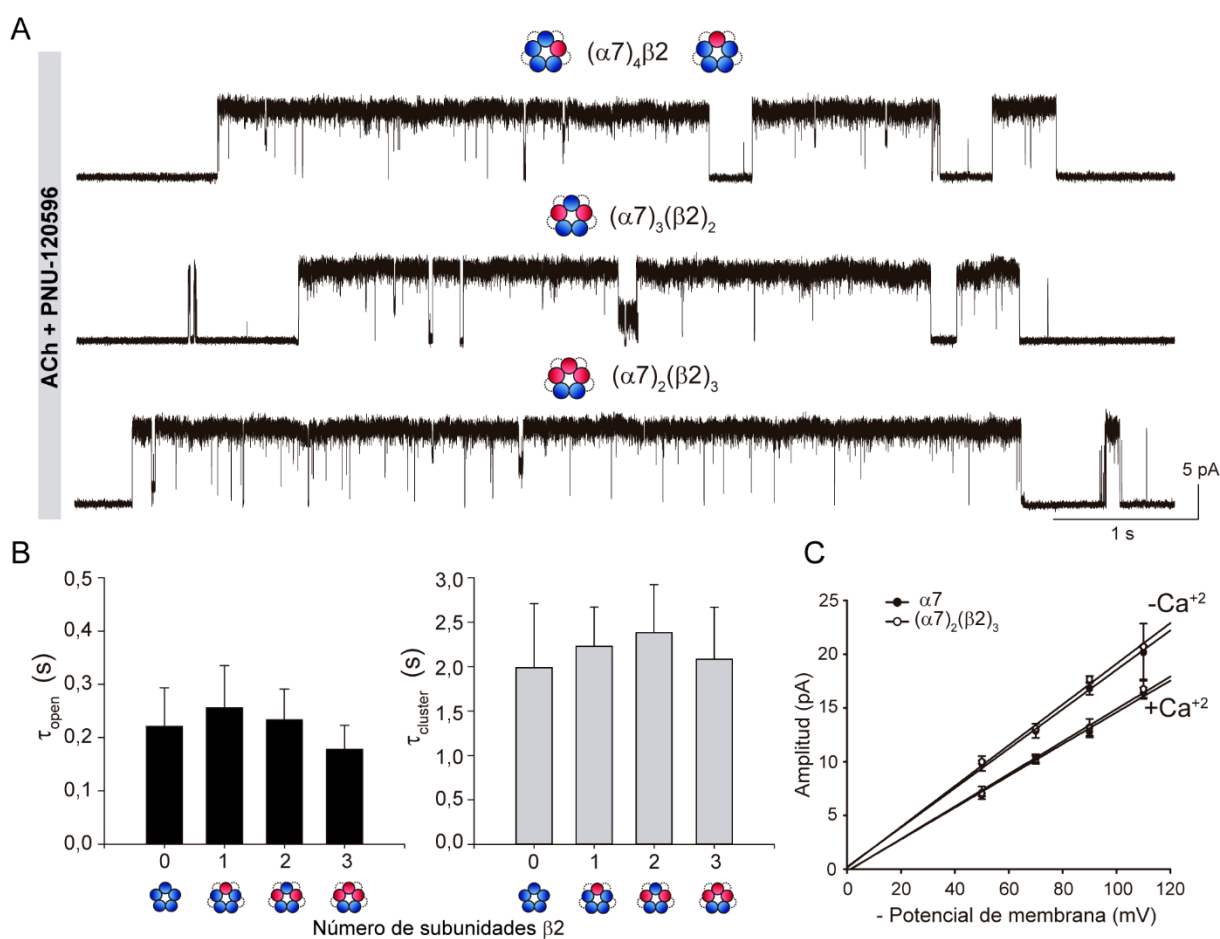 A
(α7)₄β2
ACh + PNU-120596
(α7)₃(β2)₂
(α7)₂(β2)₃
5 pA
1 s
B
τopen (s)
0,5
0,4
0,3
0,2
0,1
0,0
0 1 2 3
τcluster (s)
3,0
2,5
2,0
1,5
1,0
0,5
0,0
0 1 2 3
Número de subunidades β2
C
Amplitud (pA)
25
20
15
10
5
0
α7
(α7)₂(β2)₃
-Ca⁺²
+Ca⁺²
0 20 40 60 80 100 120
- Potencial de membrana (mV)